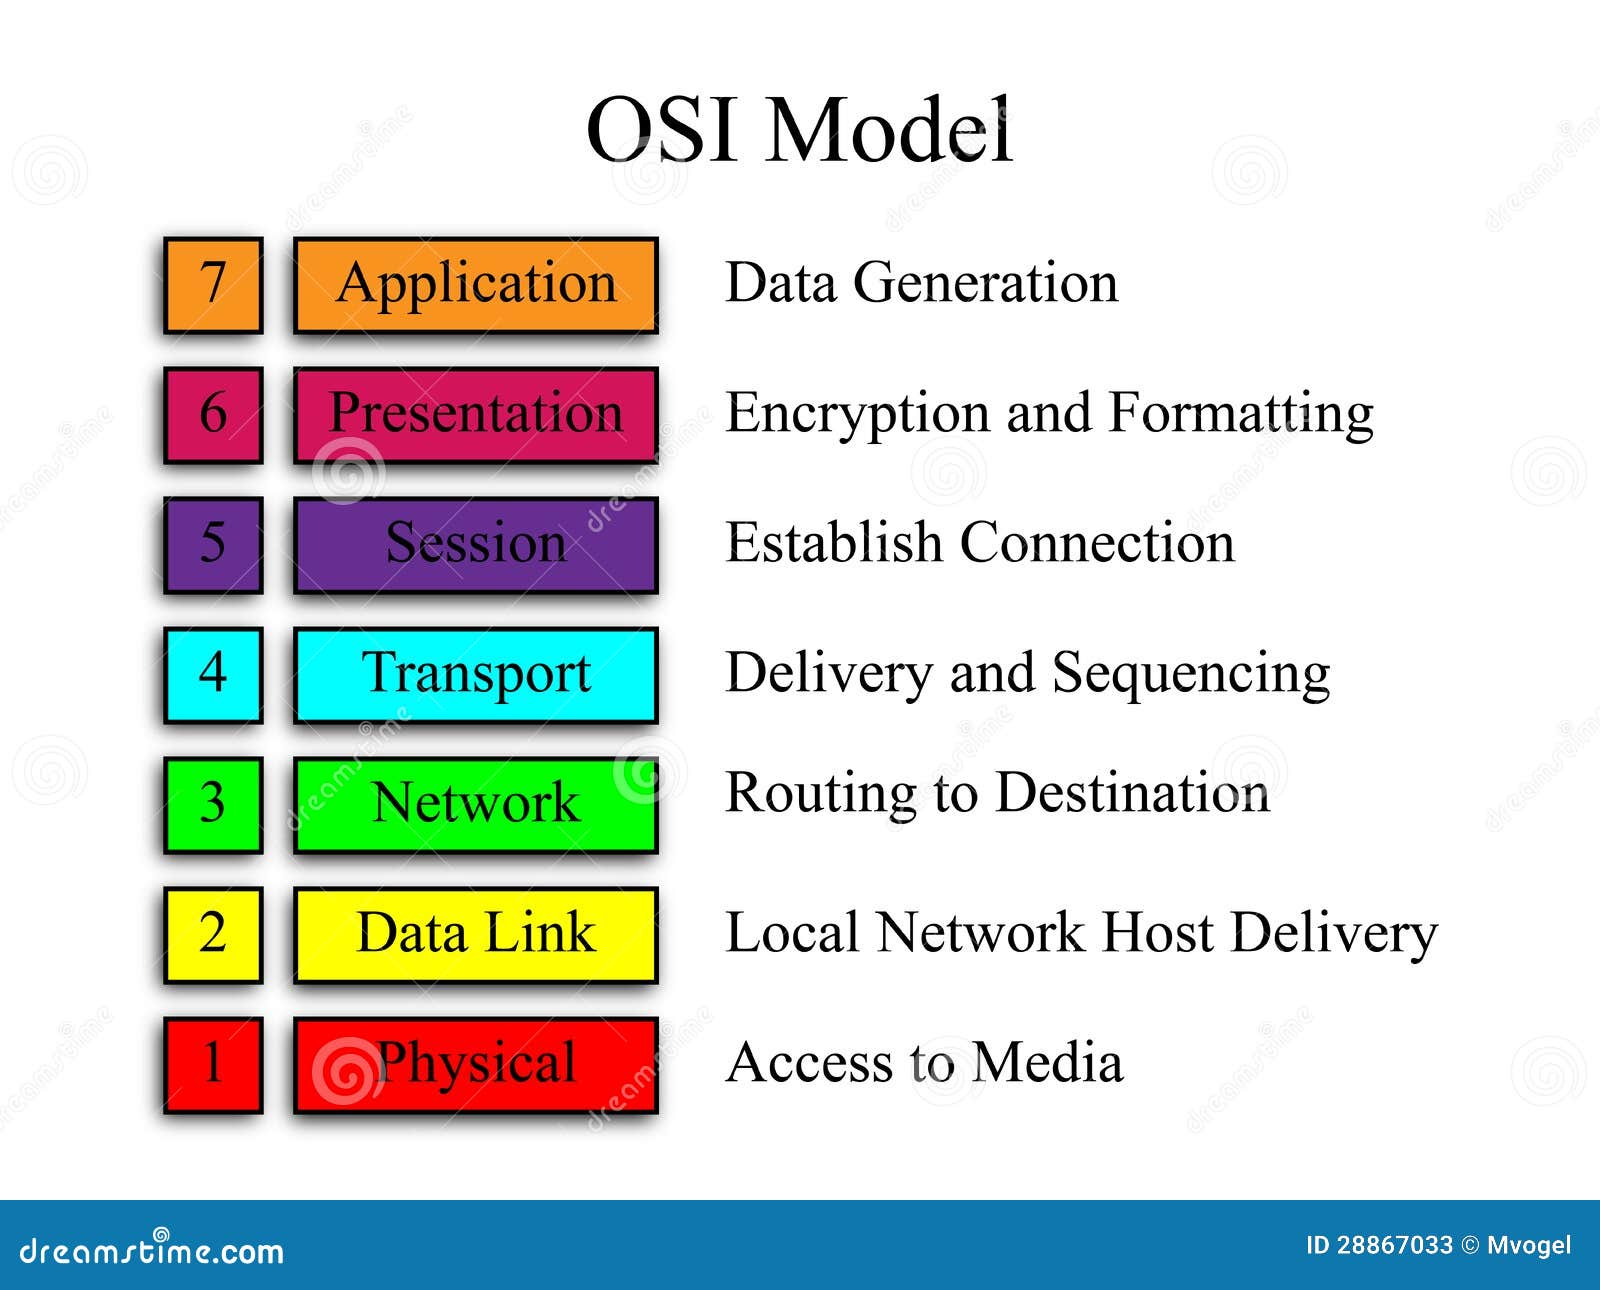 OSI Model
7 Application Data Generation
6 Presentation Encryption and Formatting
5 Session Establish Connection
4 Transport Delivery and Sequencing
3 Network Routing to Destination
2 Data Link Local Network Host Delivery
1 Physical Access to Media
dreamstime.com ID 28867033 © Mvogel